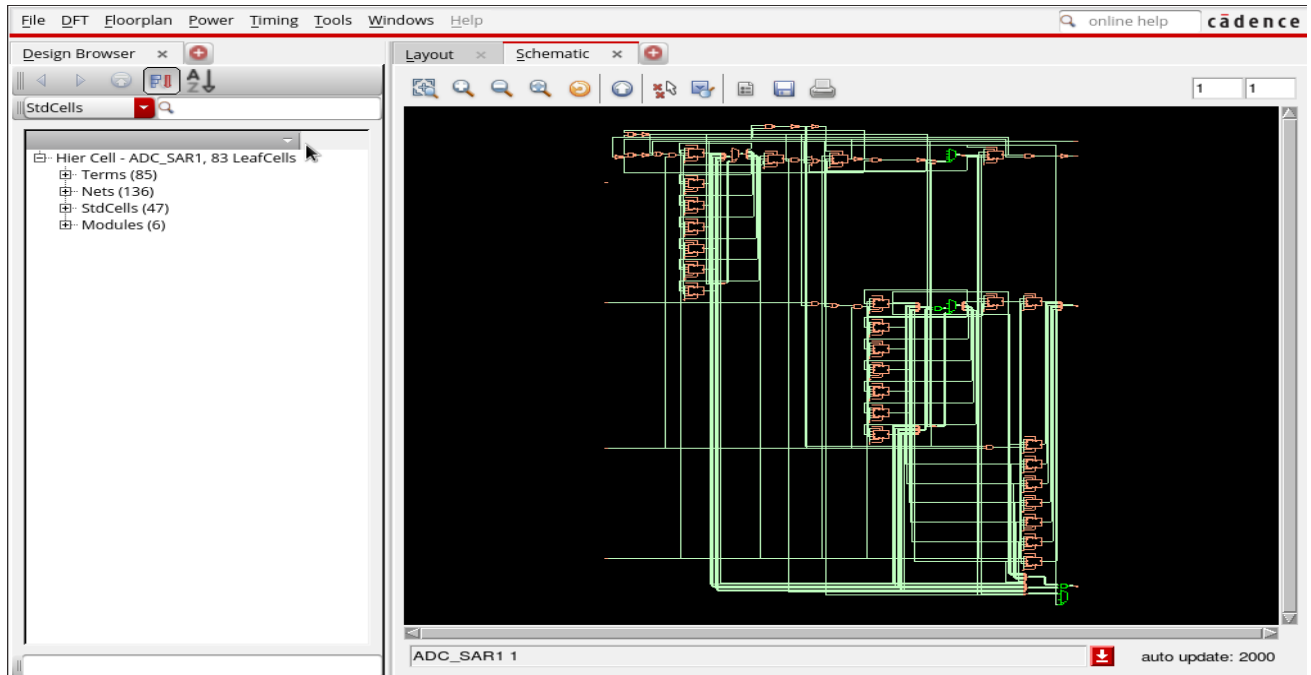 File DFT Floorplan Power Timing Tools Windows Help online help cādence
Design Browser
Layout Schematic
A
Z
1 1
StdCells
Hier Cell - ADC_SAR1, 83 LeafCells
Terms (85)
Nets (136)
StdCells (47)
Modules (6)
ADC_SAR1 1 auto update: 2000